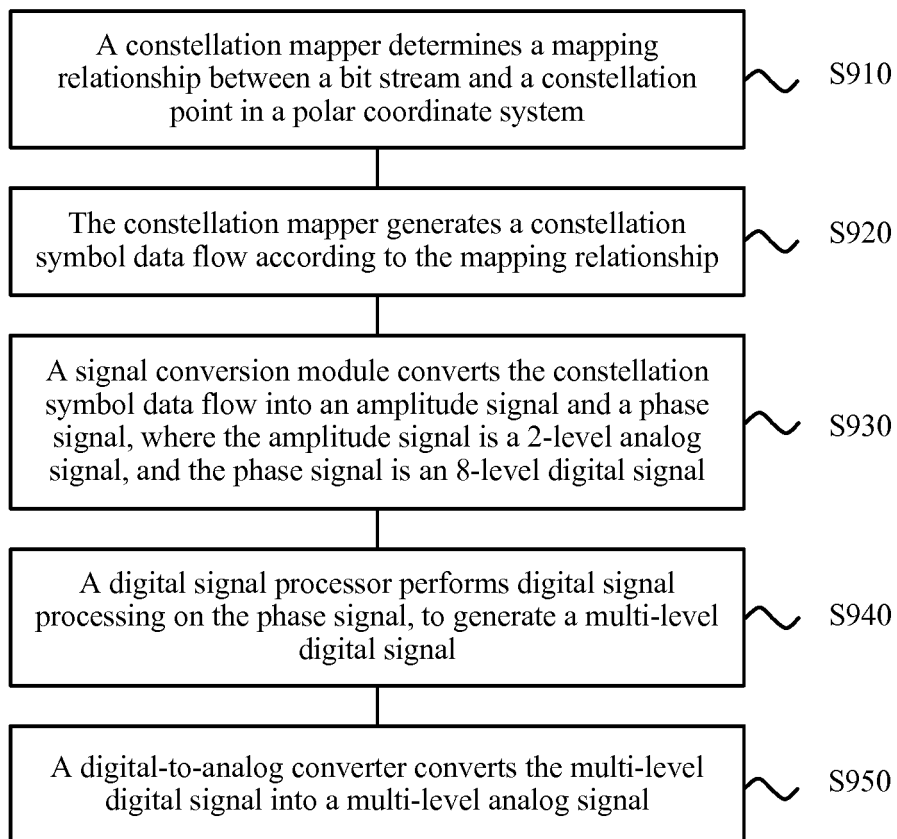 A constellation mapper determines a mapping
relationship between a bit stream and a constellation
point in a polar coordinate system
S910
The constellation mapper generates a constellation
symbol data flow according to the mapping relationship
S920
A signal conversion module converts the constellation
symbol data flow into an amplitude signal and a phase
signal, where the amplitude signal is a 2-level analog
signal, and the phase signal is an 8-level digital signal
S930
A digital signal processor performs digital signal
processing on the phase signal, to generate a multi-level
digital signal
S940
A digital-to-analog converter converts the multi-level
digital signal into a multi-level analog signal
S950